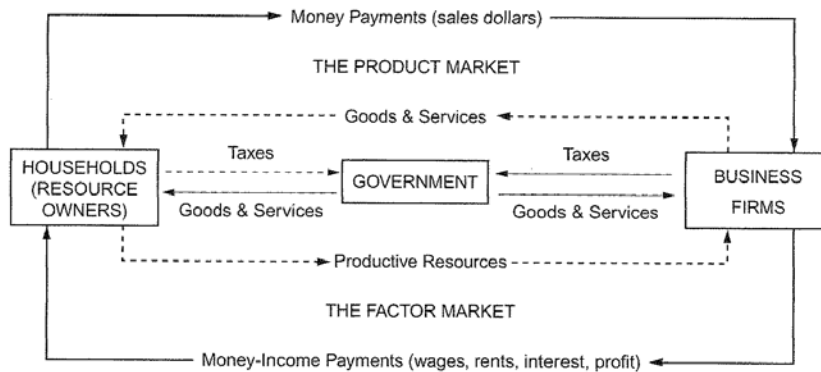 Money Payments (sales dollars)
THE PRODUCT MARKET
Goods & Services
HOUSEHOLDS
(RESOURCE
OWNERS)
Taxes
Goods & Services
GOVERNMENT
Taxes
Goods & Services
BUSINESS
FIRMS
Productive Resources
THE FACTOR MARKET
Money-Income Payments (wages, rents, interest, profit)